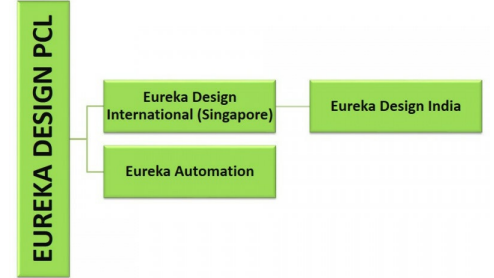 EUREKA DESIGN PCL
Eureka Design
International (Singapore)
Eureka Design India
Eureka Automation